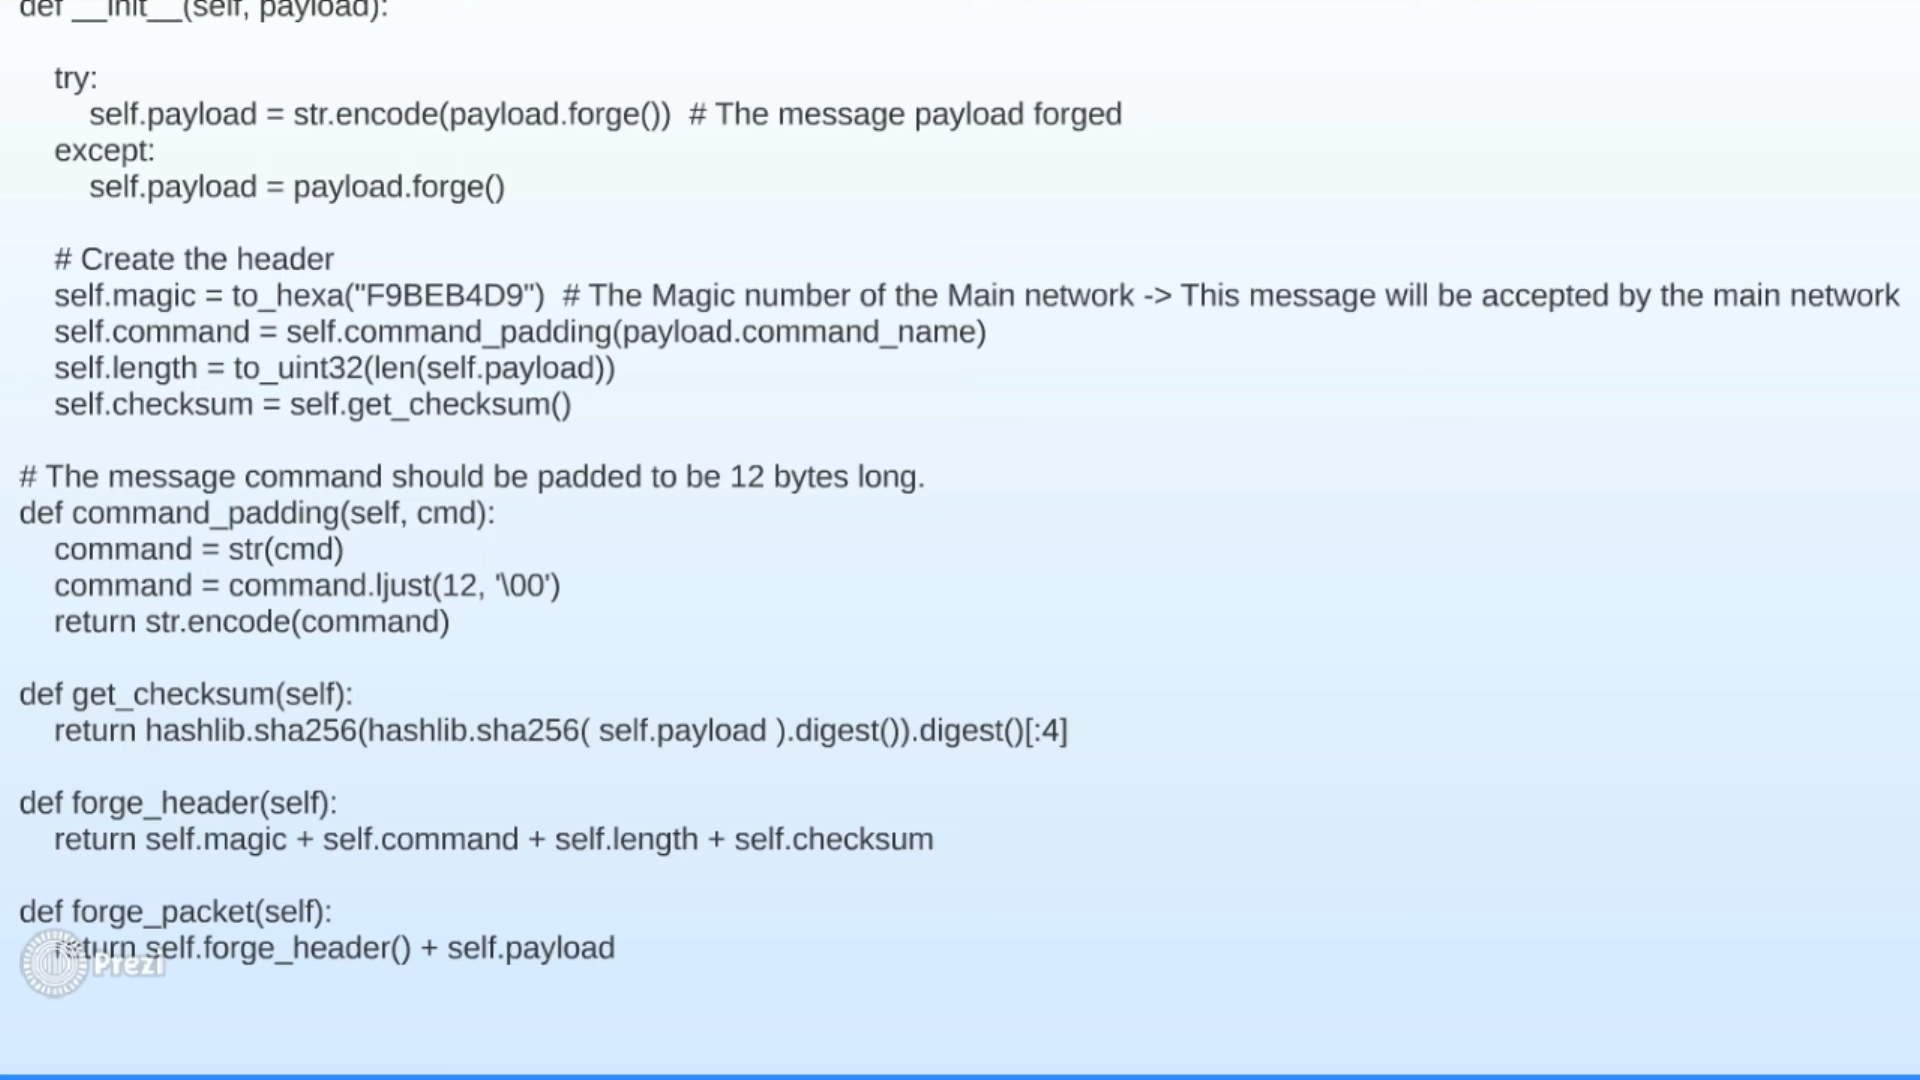 def __init__(self, payload):
try:
self.payload = str.encode(payload.forge())  # The message payload forged
except:
self.payload = payload.forge()
# Create the header
self.magic = to_hexa("F9BEB4D9")  # The Magic number of the Main network -> This message will be accepted by the main network
self.command = self.command_padding(payload.command_name)
self.length = to_uint32(len(self.payload))
self.checksum = self.get_checksum()
# The message command should be padded to be 12 bytes long.
def command_padding(self, cmd):
command = str(cmd)
command = command.ljust(12, '\00')
return str.encode(command)
def get_checksum(self):
return hashlib.sha256(hashlib.sha256( self.payload ).digest()).digest()[:4]
def forge_header(self):
return self.magic + self.command + self.length + self.checksum
def forge_packet(self):
return self.forge_header() + self.payload
Prezi